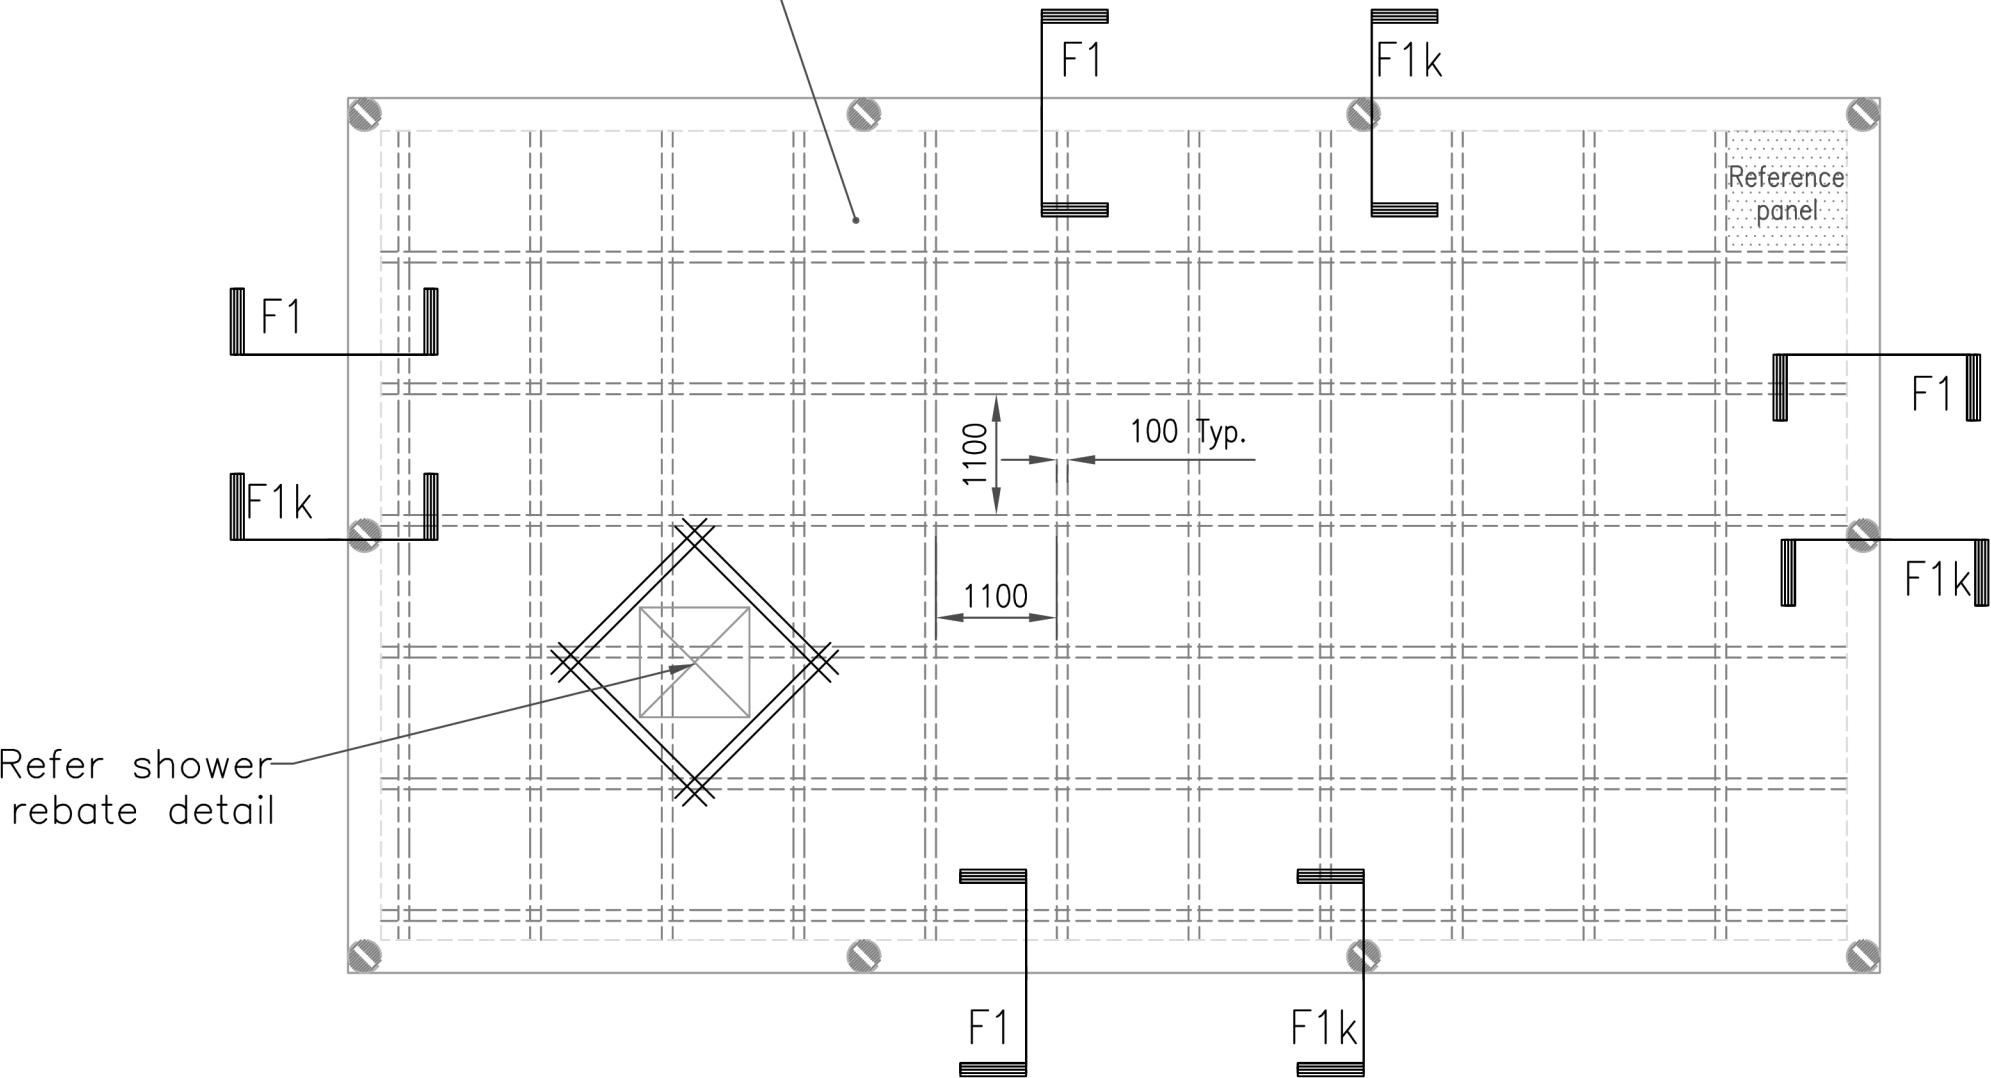 F1
F1k
Reference
panel
F1
F1
1100
100 Typ.
F1k
F1k
1100
Refer shower
rebate detail
F1
F1k